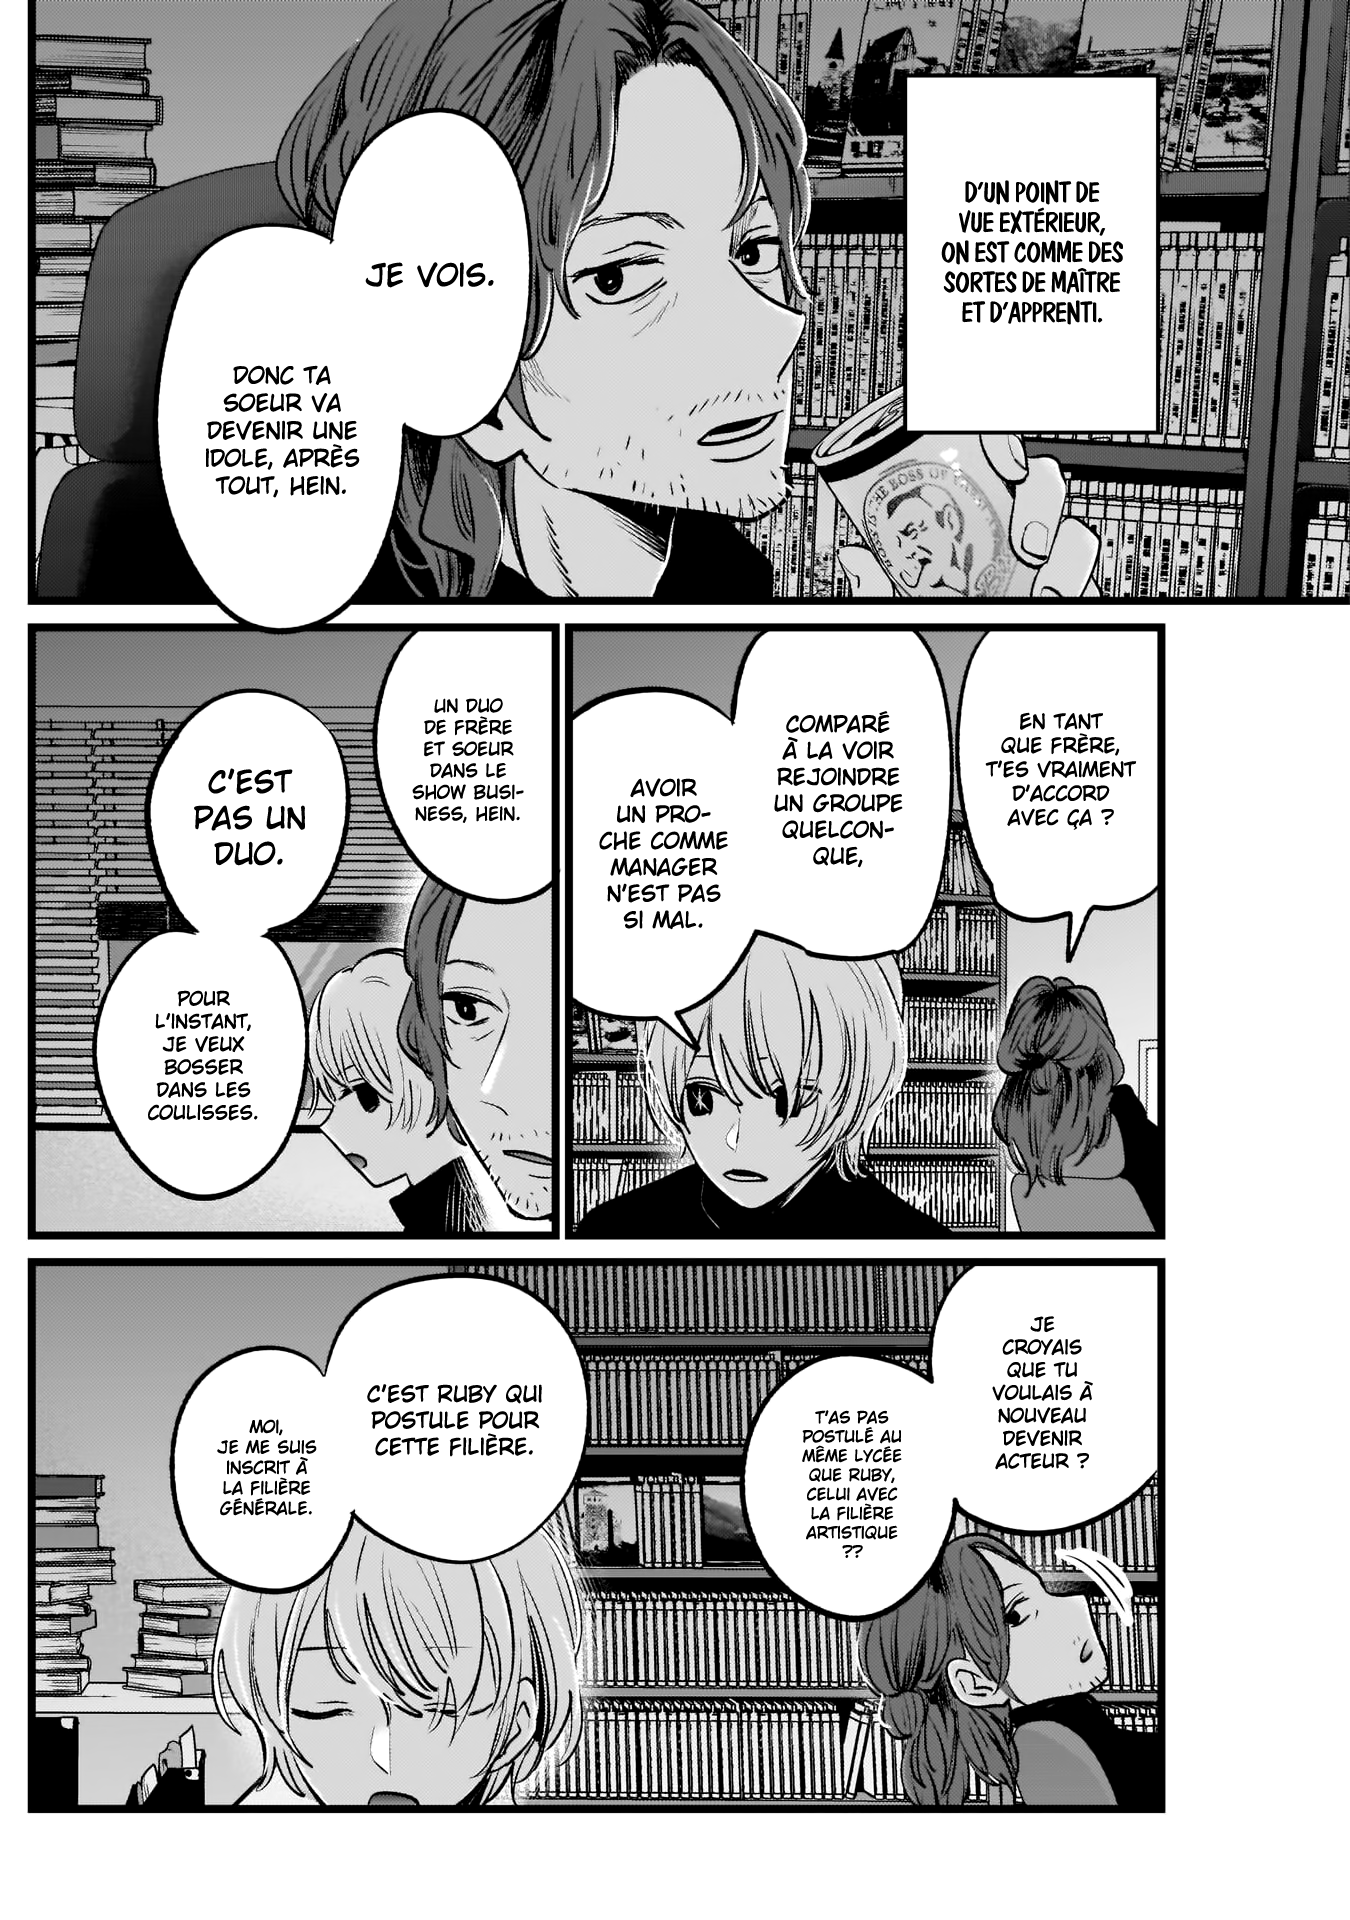 D'UN POINT DE
VUE EXTÉRIEUR,
ON EST COMME DES
SORTES DE MAÎTRE
ET D'APPRENTI.
JE VOIS.
DONC TA
SOEUR VA
DEVENIR UNE
IDOLE, APRÈS
TOUT, HEIN.
THE BOSS OF
BOSS
EN TANT
QUE FRÈRE,
T'ES VRAIMENT
D'ACCORD
AVEC ÇA ?
COMPARÉ
À LA VOIR
REJOINDRE
UN GROUPE
QUELCON-
QUE,
AVOIR
UN PRO-
CHE COMME
MANAGER
N'EST PAS
SI MAL.
UN DUO
DE FRÈRE
ET SOEUR
DANS LE
SHOW BUSI-
NESS, HEIN.
C'EST
PAS UN
DUO.
POUR
L'INSTANT,
JE VEUX
BOSSER
DANS LES
COULISSES.
JE
CROYAIS
QUE TU
VOULAIS À
NOUVEAU
DEVENIR
ACTEUR ?
T'AS PAS
POSTULÉ AU
MÊME LYCÉE
QUE RUBY,
CELUI AVEC
LA FILIÈRE
ARTISTIQUE
??
C'EST RUBY QUI
POSTULE POUR
CETTE FILIÈRE.
MOI,
JE ME SUIS
INSCRIT À
LA FILIÈRE
GÉNÉRALE.